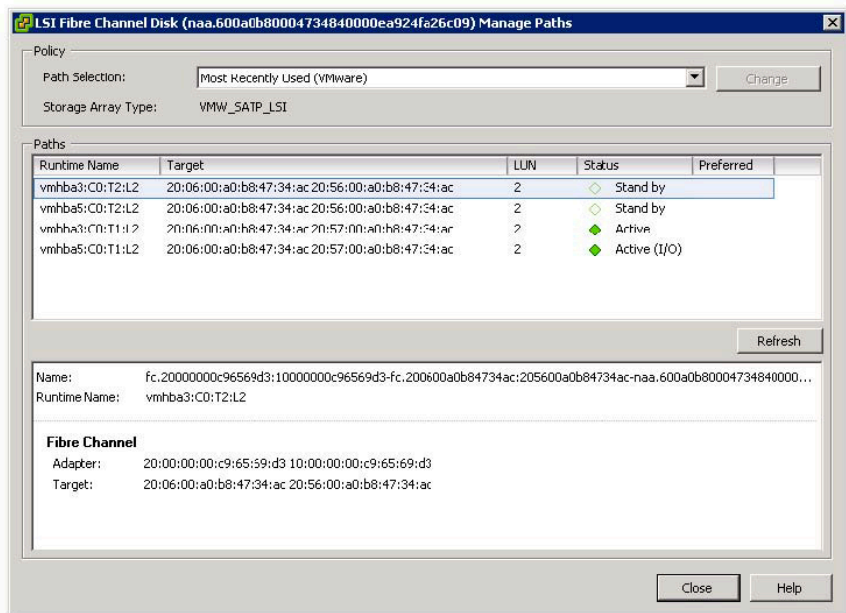 LSI Fibre Channel Disk (naa.600a0b80004734840000ea924fa26c09) Manage Paths
Policy
Path Selection: Most Recently Used (VMware) Change
Storage Array Type: VMW_SATP_LSI
Paths
Runtime Name Target LUN Status Preferred
vmhba3:C0:T2:L2 20:06:00:a0:b8:47:34:ac 20:56:00:a0:b8:47:34:ac 2 Stand by
vmhba5:C0:T2:L2 20:06:00:a0:b8:47:34:ac 20:56:00:a0:b8:47:34:ac 2 Stand by
vmhba3:C0:T1:L2 20:06:00:a0:b8:47:34:ac 20:57:00:a0:b8:47:34:ac 2 Active
vmhba5:C0:T1:L2 20:06:00:a0:b8:47:34:ac 20:57:00:a0:b8:47:34:ac 2 Active (I/O)
Refresh
Name: fc.20000000c96569d3:10000000c96569d3-fc.200600a0b84734ac:205600a0b84734ac-naa.600a0b80004734840000...
Runtime Name: vmhba3:C0:T2:L2
Fibre Channel
Adapter: 20:00:00:00:c9:65:69:d3 10:00:00:00:c9:65:69:d3
Target: 20:06:00:a0:b8:47:34:ac 20:56:00:a0:b8:47:34:ac
Close Help